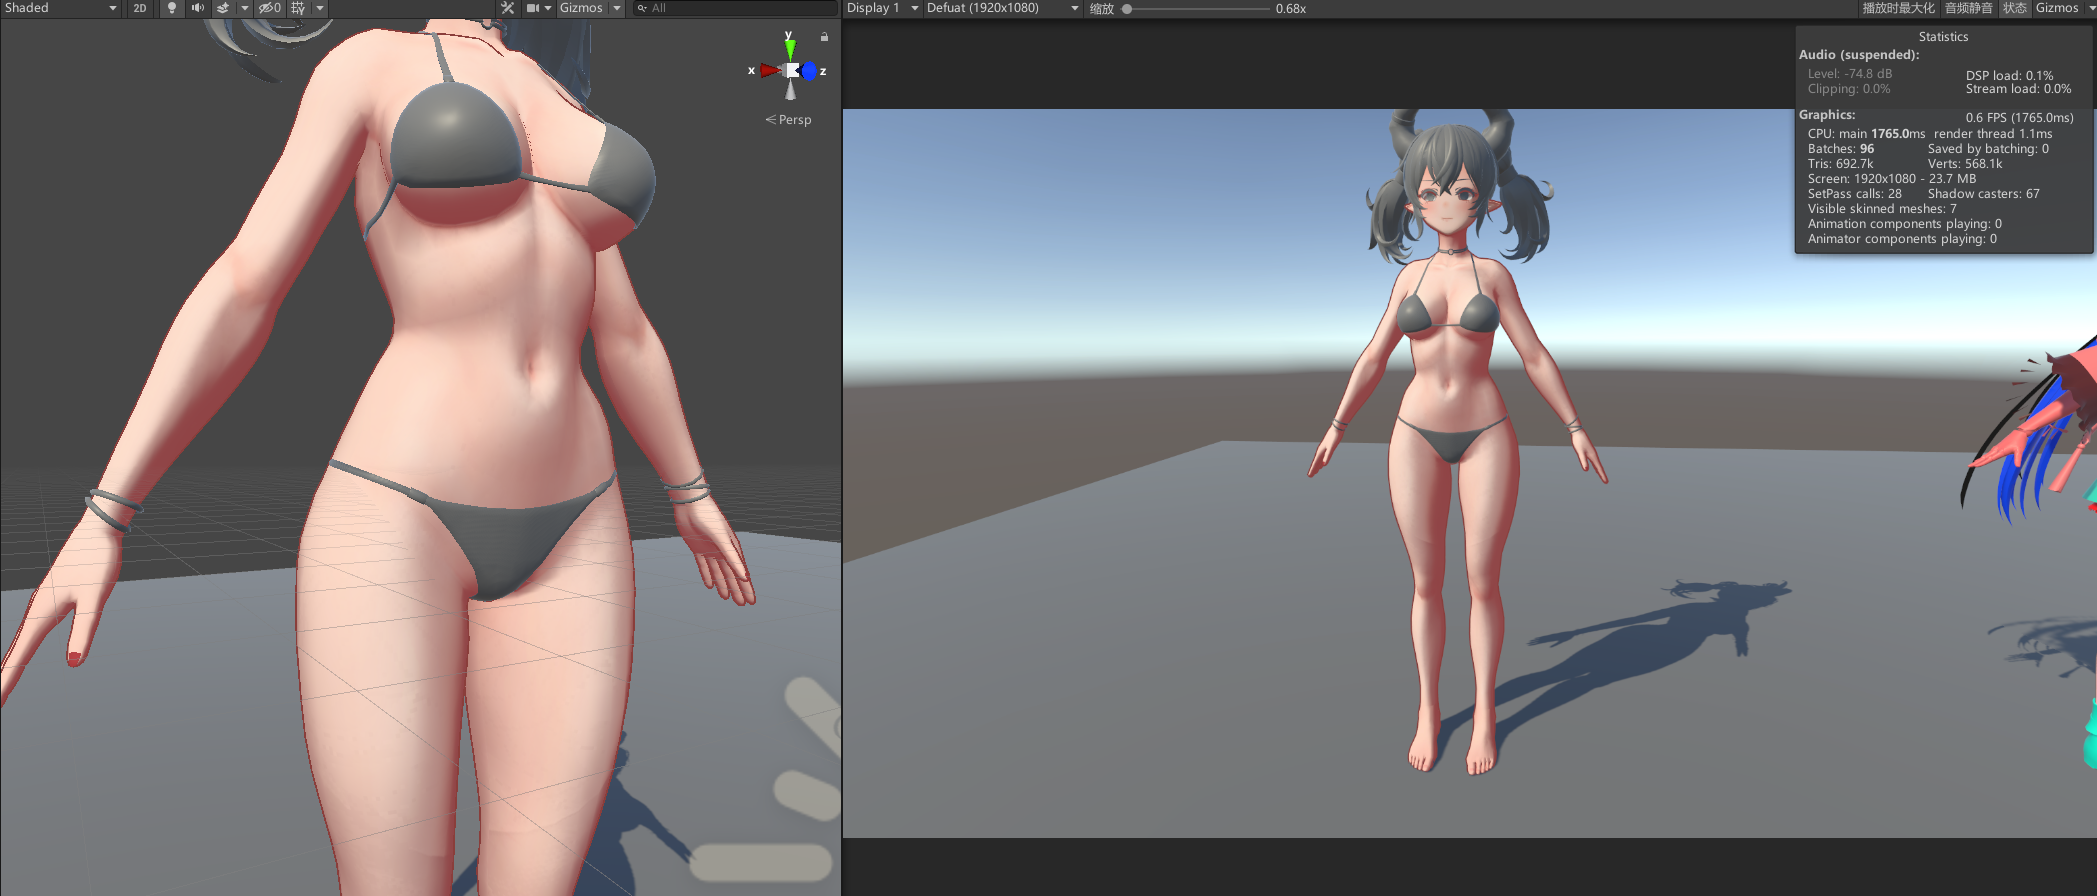 Shaded
2D
0
Gizmos
All
y
x
z
Persp
Display 1
Defuat (1920x1080)
缩放
0.68x
播放时最大化
音频静音
状态
Gizmos
Statistics
Audio (suspended):
Level: -74.8 dB
DSP load: 0.1%
Clipping: 0.0%
Stream load: 0.0%
Graphics:
0.6 FPS (1765.0ms)
CPU: main 1765.0ms render thread 1.1ms
Batches: 96
Saved by batching: 0
Tris: 692.7k
Verts: 568.1k
Screen: 1920x1080 - 23.7 MB
SetPass calls: 28
Shadow casters: 67
Visible skinned meshes: 7
Animation components playing: 0
Animator components playing: 0